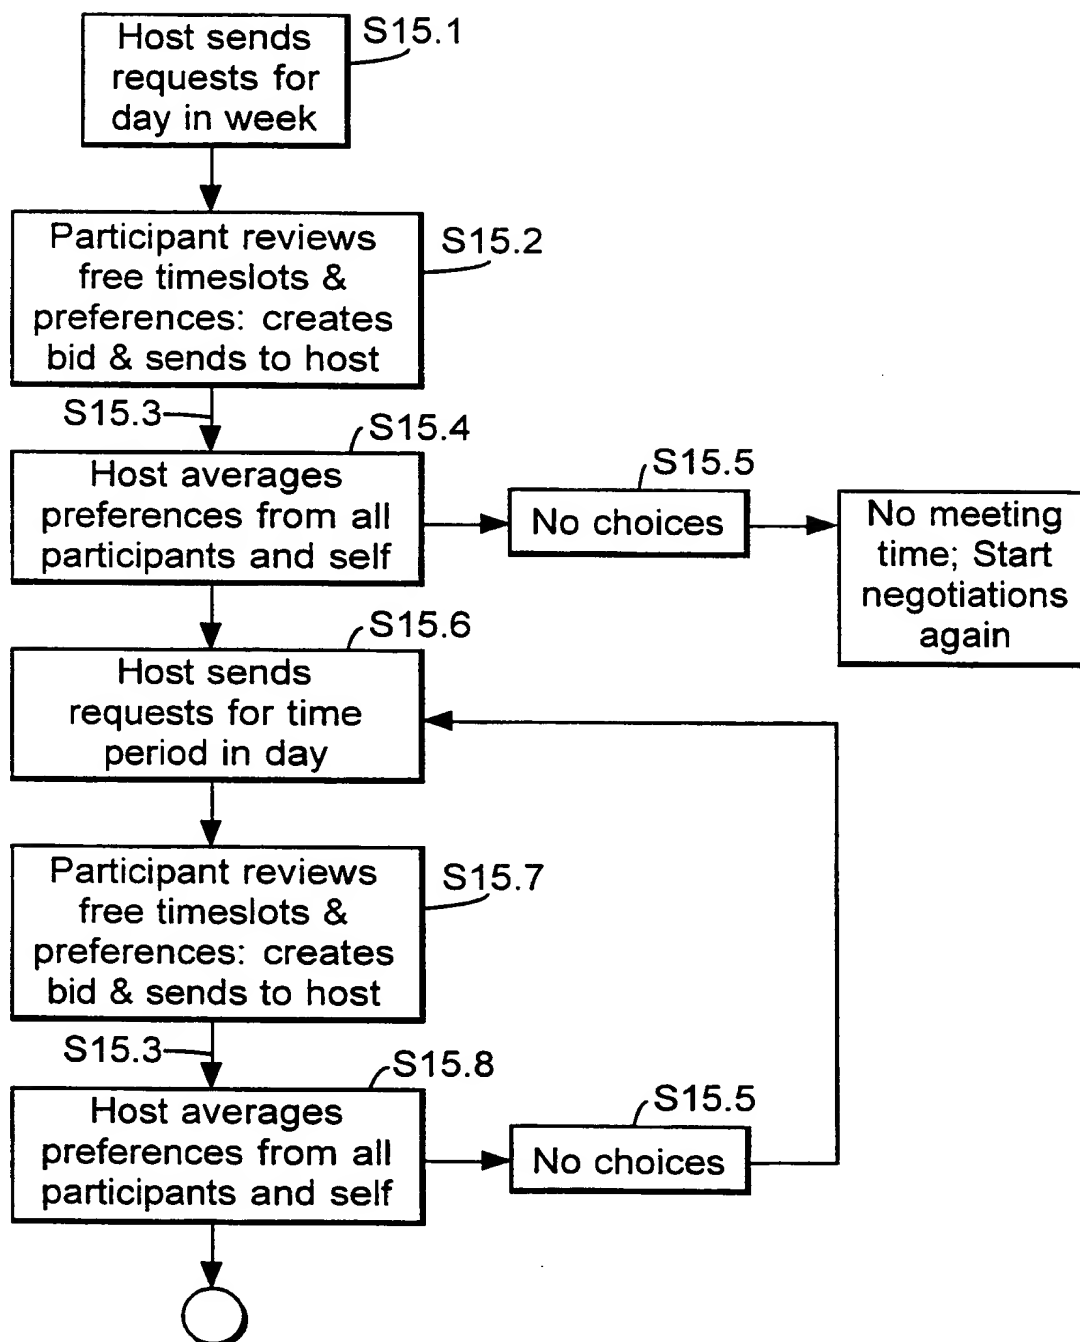 Host sends
requests for
day in week
S15.1
Participant reviews
free timeslots &
preferences: creates
bid & sends to host
S15.2
S15.3
S15.4
Host averages
preferences from all
participants and self
S15.5
No choices
No meeting
time; Start
negotiations
again
S15.6
Host sends
requests for time
period in day
Participant reviews
free timeslots &
preferences: creates
bid & sends to host
S15.7
S15.3
S15.8
Host averages
preferences from all
participants and self
S15.5
No choices